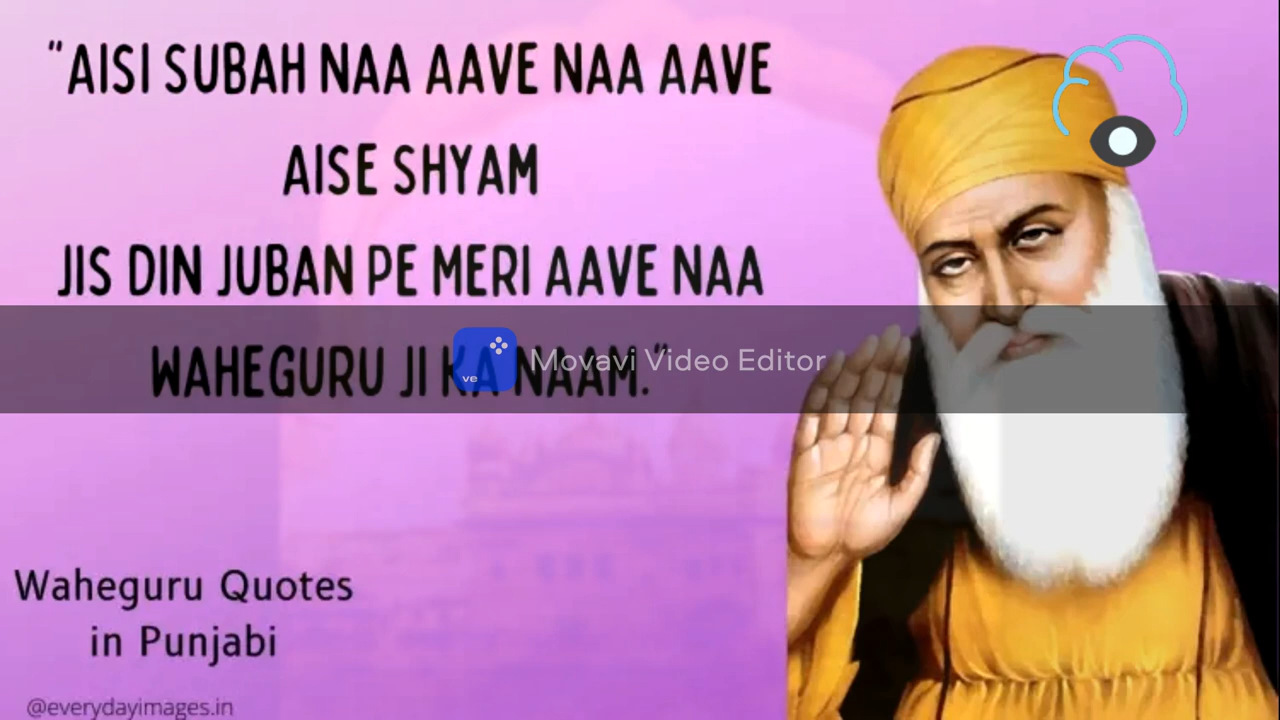 "AISI SUBAH NAA AAVE NAA AAVE
AISE SHYAM
JIS DIN JUBAN PE MERI AAVE NAA
WAHEGURU JI KA NAAM."
ve
Movavi Video Editor
Waheguru Quotes
in Punjabi
@everydayimages.in